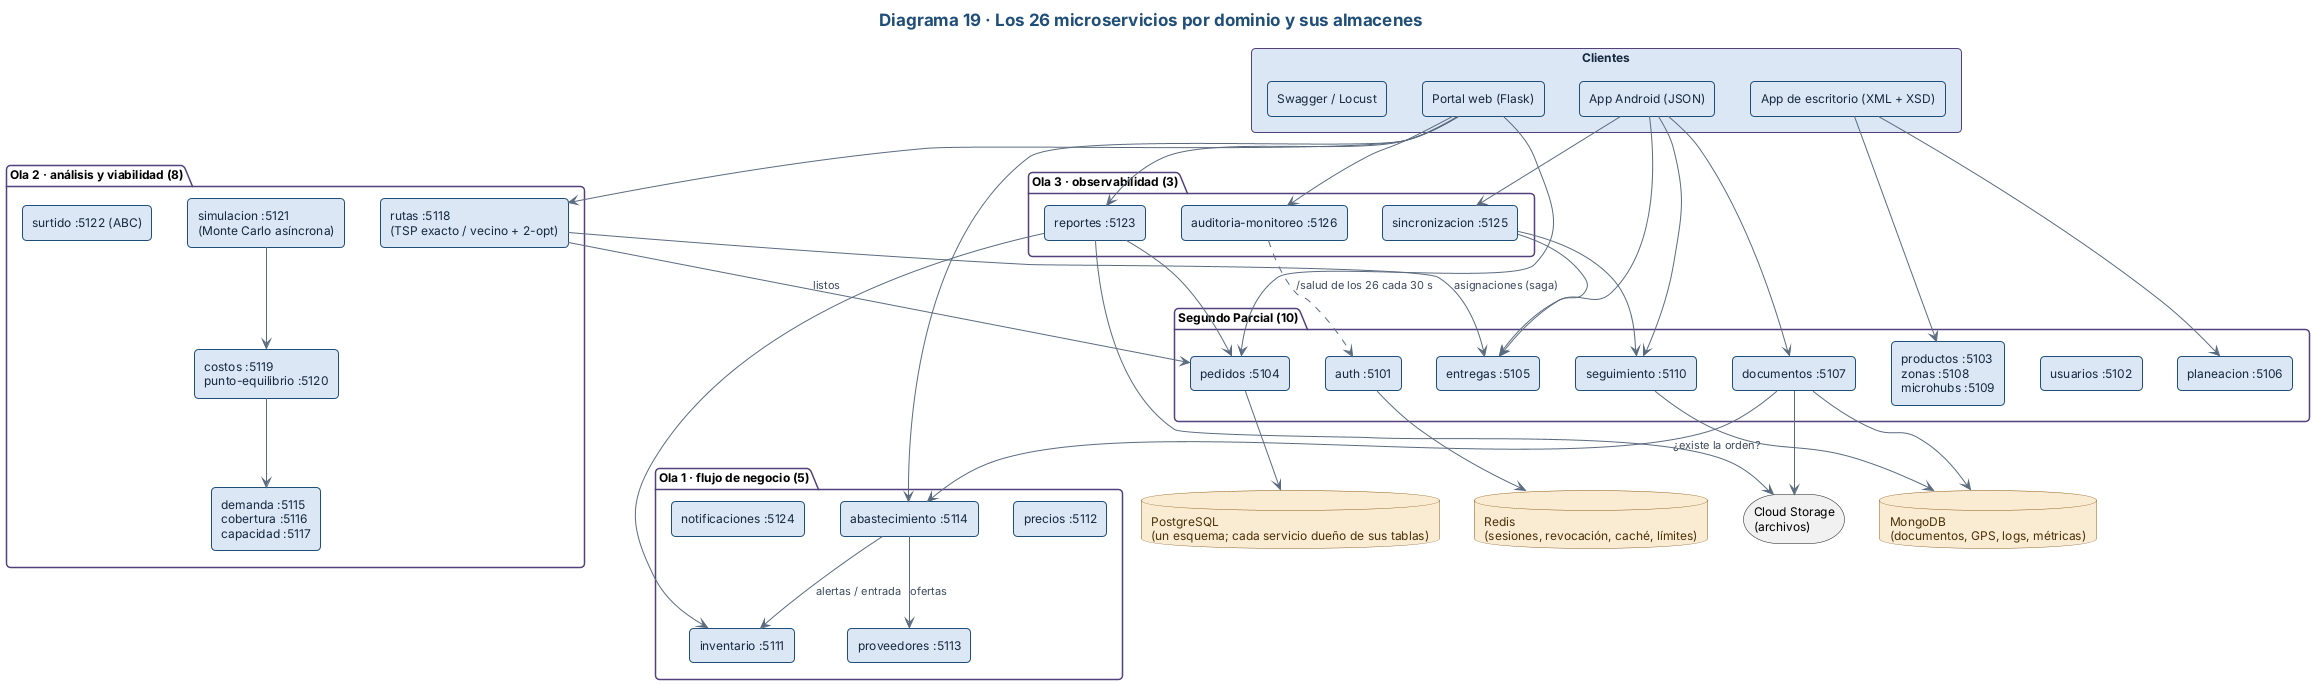 Diagrama 19 · Los 26 microservicios por dominio y sus almacenes
Clientes
Swagger / Locust
Portal web (Flask)
App Android (JSON)
App de escritorio (XML + XSD)
Ola 2 · análisis y viabilidad (8)
surtido :5122 (ABC)
simulacion :5121
(Monte Carlo asíncrona)
rutas :5118
(TSP exacto / vecino + 2-opt)
costos :5119
punto-equilibrio :5120
demanda :5115
cobertura :5116
capacidad :5117
Ola 3 · observabilidad (3)
reportes :5123
auditoria-monitoreo :5126
sincronizacion :5125
listos
/salud de los 26 cada 30 s
asignaciones (saga)
Segundo Parcial (10)
pedidos :5104
auth :5101
entregas :5105
seguimiento :5110
documentos :5107
productos :5103
zonas :5108
microhubs :5109
usuarios :5102
planeacion :5106
¿existe la orden?
Ola 1 · flujo de negocio (5)
notificaciones :5124
abastecimiento :5114
precios :5112
alertas / entrada
ofertas
inventario :5111
proveedores :5113
PostgreSQL
(un esquema; cada servicio dueño de sus tablas)
Redis
(sesiones, revocación, caché, límites)
Cloud Storage
(archivos)
MongoDB
(documentos, GPS, logs, métricas)